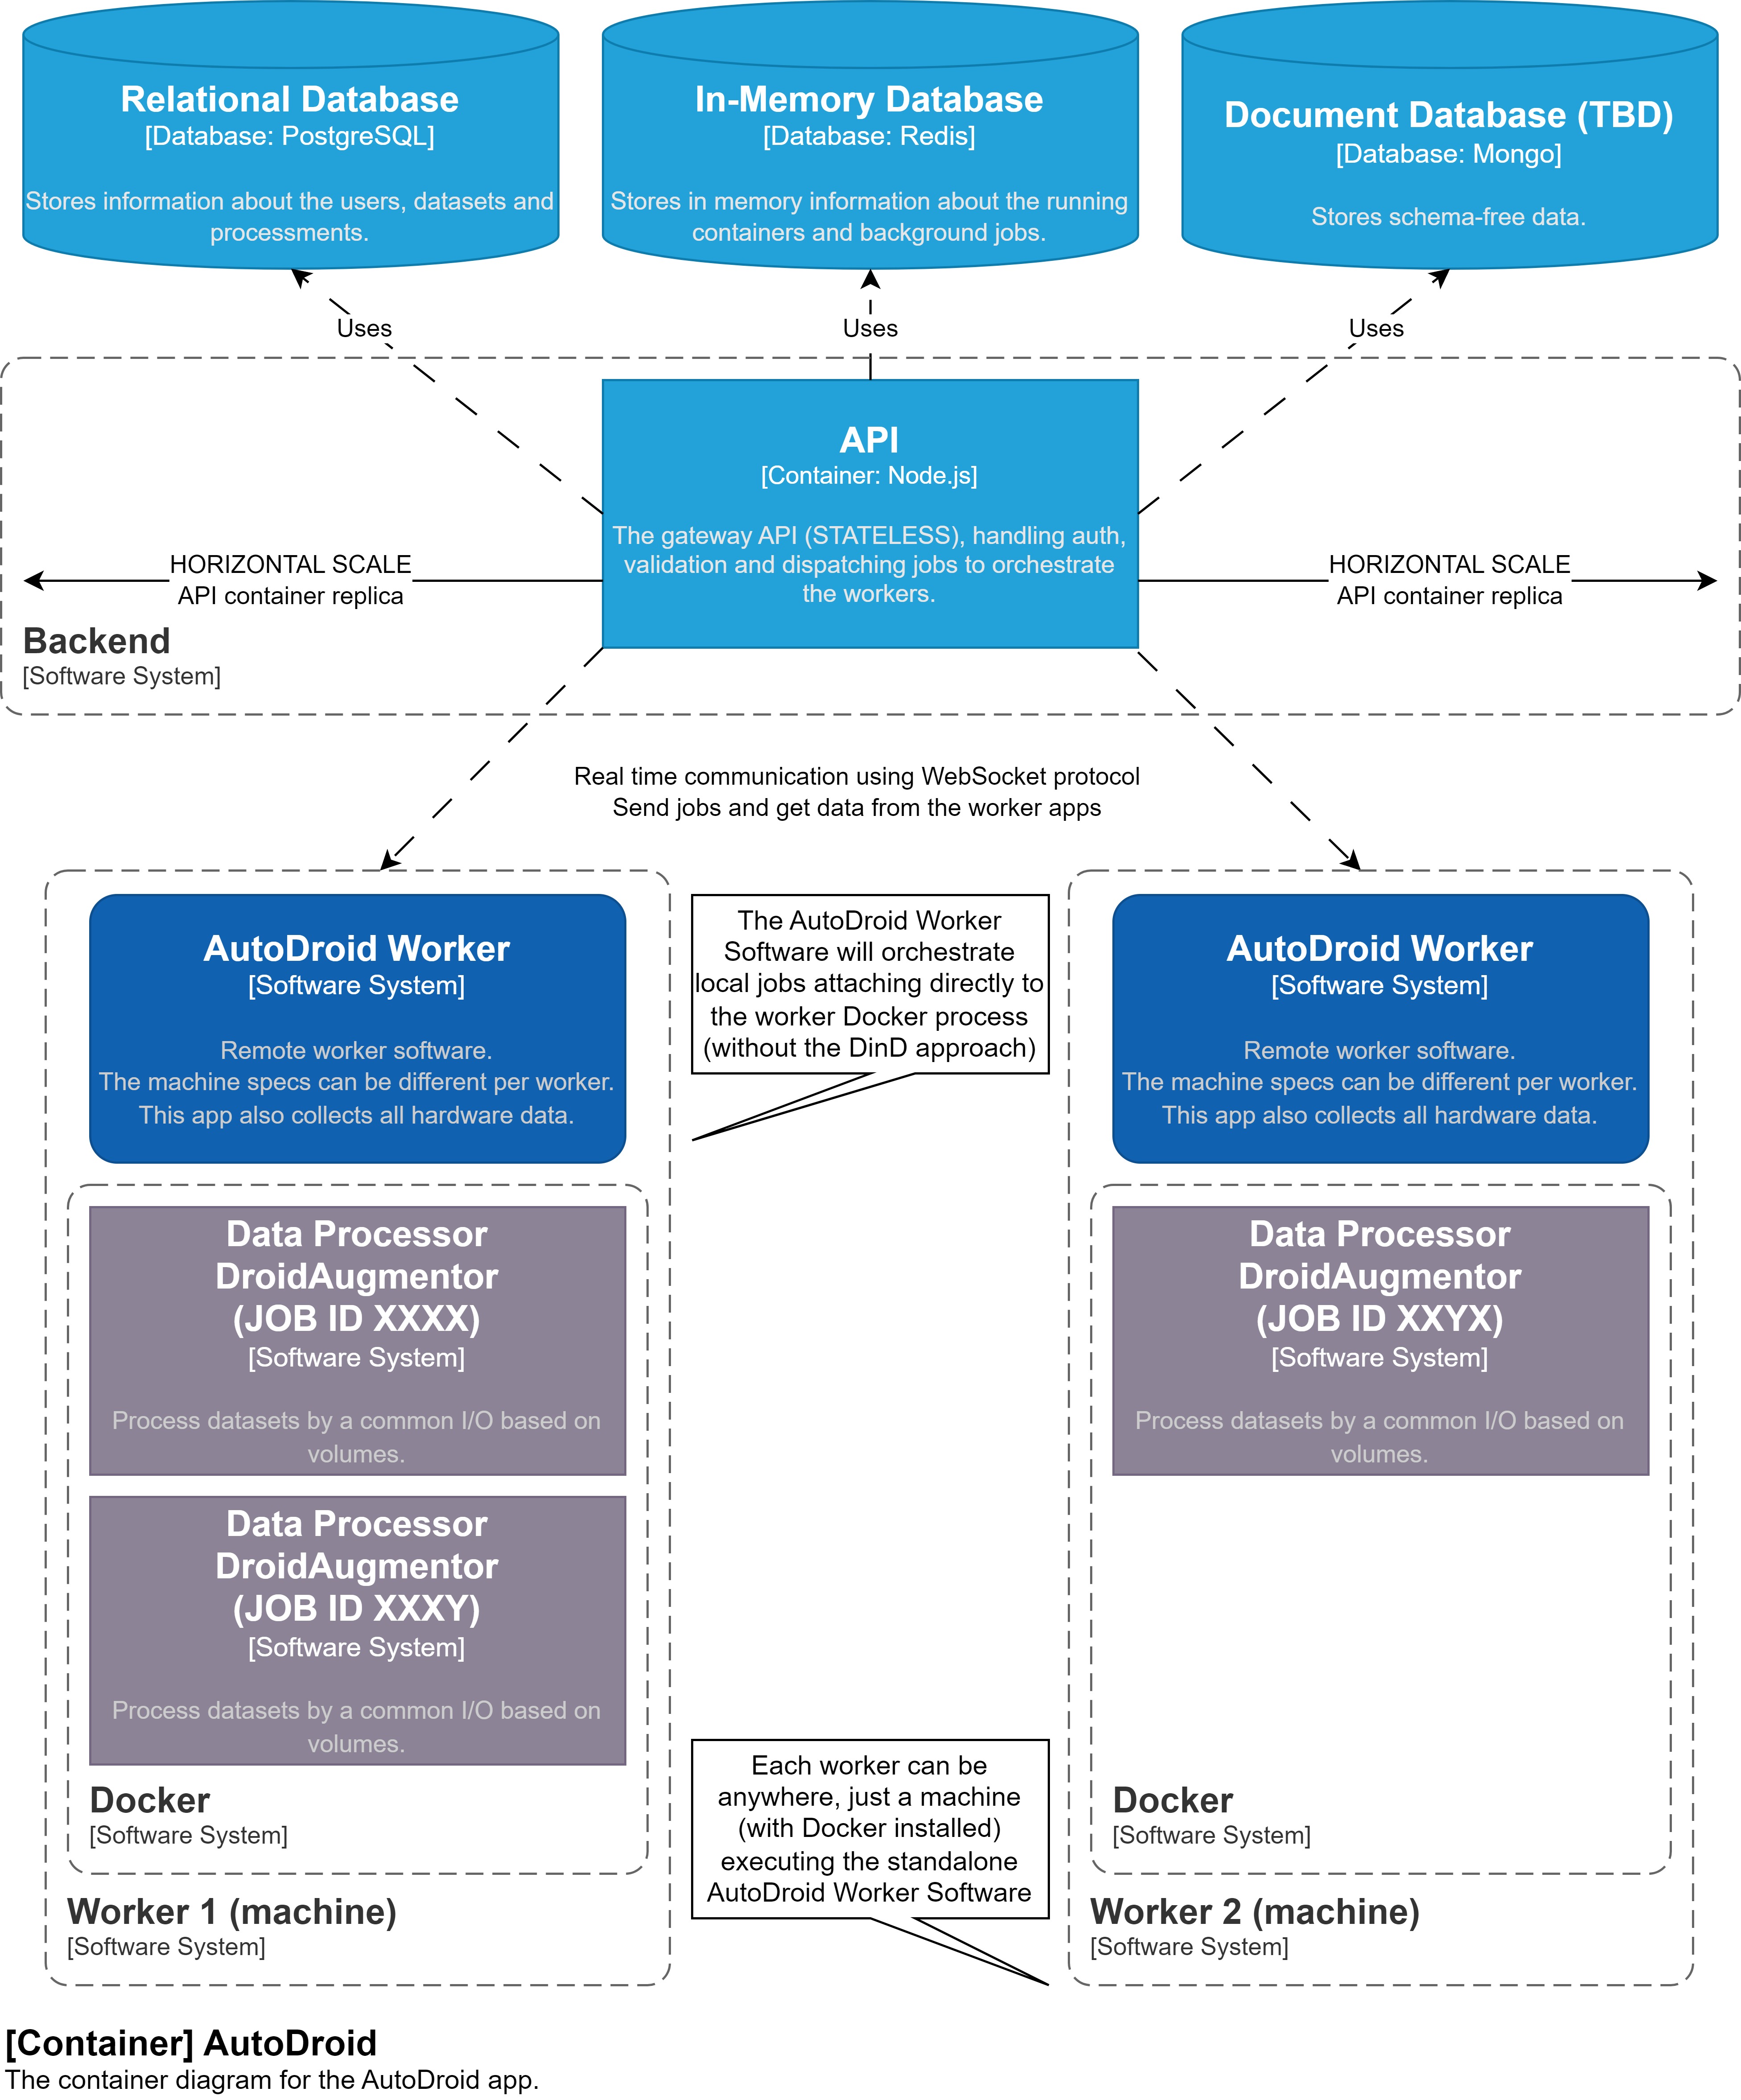 Relational Database
[Database: PostgreSQL]
Stores information about the users, datasets and
processments.
In-Memory Database
[Database: Redis]
Stores in memory information about the running
containers and background jobs.
Document Database (TBD)
[Database: Mongo]
Stores schema-free data.
Uses
Uses
Uses
API
[Container: Node.js]
The gateway API (STATELESS), handling auth,
validation and dispatching jobs to orchestrate
the workers.
HORIZONTAL SCALE
API container replica
HORIZONTAL SCALE
API container replica
Backend
[Software System]
Real time communication using WebSocket protocol
Send jobs and get data from the worker apps
AutoDroid Worker
[Software System]
Remote worker software.
The machine specs can be different per worker.
This app also collects all hardware data.
The AutoDroid Worker
Software will orchestrate
local jobs attaching directly to
the worker Docker process
(without the DinD approach)
AutoDroid Worker
[Software System]
Remote worker software.
The machine specs can be different per worker.
This app also collects all hardware data.
Data Processor
DroidAugmentor
(JOB ID XXXX)
[Software System]
Process datasets by a common I/O based on
volumes.
Data Processor
DroidAugmentor
(JOB ID XXYX)
[Software System]
Process datasets by a common I/O based on
volumes.
Data Processor
DroidAugmentor
(JOB ID XXXY)
[Software System]
Process datasets by a common I/O based on
volumes.
Docker
[Software System]
Worker 1 (machine)
[Software System]
Each worker can be
anywhere, just a machine
(with Docker installed)
executing the standalone
AutoDroid Worker Software
Docker
[Software System]
Worker 2 (machine)
[Software System]
[Container] AutoDroid
The container diagram for the AutoDroid app.